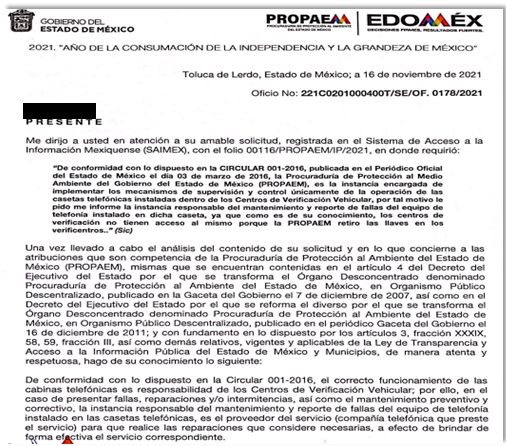 GOBIERNO DEL
ESTADO DE MÉXICO
PROPAEM
PROCURADURÍA DE PROTECCIÓN AL AMBIENTE
DEL ESTADO DE MÉXICO
EDOMÉX
DECISIONES FIRMES, RESULTADOS FUERTES.
2021. "AÑO DE LA CONSUMACIÓN DE LA INDEPENDENCIA Y LA GRANDEZA DE MÉXICO"
Toluca de Lerdo, Estado de México; a 16 de noviembre de 2021
Oficio No: 221C0201000400T/SE/OF. 0178/2021
PRESENTE
Me dirijo a usted en atención a su amable solicitud, registrada en el Sistema de Acceso a la
Información Mexiquense (SAIMEX), con el folio 00116/PROPAEM/IP/2021, en donde requirió:
"De conformidad con lo dispuesto en la CIRCULAR 001-2016, publicada en el Periódico Oficial
del Estado de México el día 03 de marzo 2016, la Procuraduría de Protección al Medio
Ambiente del Gobierno del Estado de México (PROPAEM), es la instancia encargada de
implementar los mecanismos de supervisión y control únicamente de la operación de las
casetas telefónicas instaladas dentro de los Centros de Verificación Vehicular, por tal motivo le
pido me informe la instancia responsable del mantenimiento y reporte de fallas del equipo de
telefonía instalado en dicha caseta, ya que como es de su conocimiento, los centros de
verificación no tienen acceso al mismo porque la PROPAEM retiro las llaves en los
verificentros.." (Sic)
Una vez llevado a cabo el análisis del contenido de su solicitud y en lo que concierne a las
atribuciones que son competencia de la Procuraduría de Protección al Ambiente del Estado de
México (PROPAEM), mismas que se encuentran contenidas en el artículo 4 del Decreto del
Ejecutivo del Estado por el que se transforma el Órgano Desconcentrado denominado
Procuraduría de Protección al Ambiente del Estado de México, en Organismo Público
Descentralizado, publicado en la Gaceta del Gobierno el 7 de diciembre de 2007, así como en el
Decreto del Ejecutivo del Estado por el que se reforma el diverso por el que se transforma el
Órgano Desconcentrado denominado Procuraduría de Protección al Ambiente del Estado de
México, en Organismo Público Descentralizado, publicado en el periódico Gaceta del Gobierno el
16 de diciembre de 2011; y con fundamento en lo dispuesto por los artículos 3, fracción XXXIX,
58, 59, fracción III, así como demás relativos, vigentes y aplicables de la Ley de Transparencia y
Acceso a la Información Pública del Estado de México y Municipios, de manera atenta y
respetuosa, hago de su conocimiento lo siguiente:
De conformidad con lo dispuesto en la Circular 001-2016, el correcto funcionamiento de las
cabinas telefónicas es responsabilidad de los Centros de Verificación Vehicular; por ello, en el
caso de presentar fallas, reparaciones y/o intermitencias, así como el mantenimiento preventivo y
correctivo, la instancia responsable del mantenimiento y reporte de fallas del equipo de telefonía
instalado en las casetas telefónicas, es el proveedor del servicio (compañía telefónica que preste
el servicio) para que realice las reparaciones que considere necesarias, a efecto de brindar de
forma efectiva el servicio correspondiente.